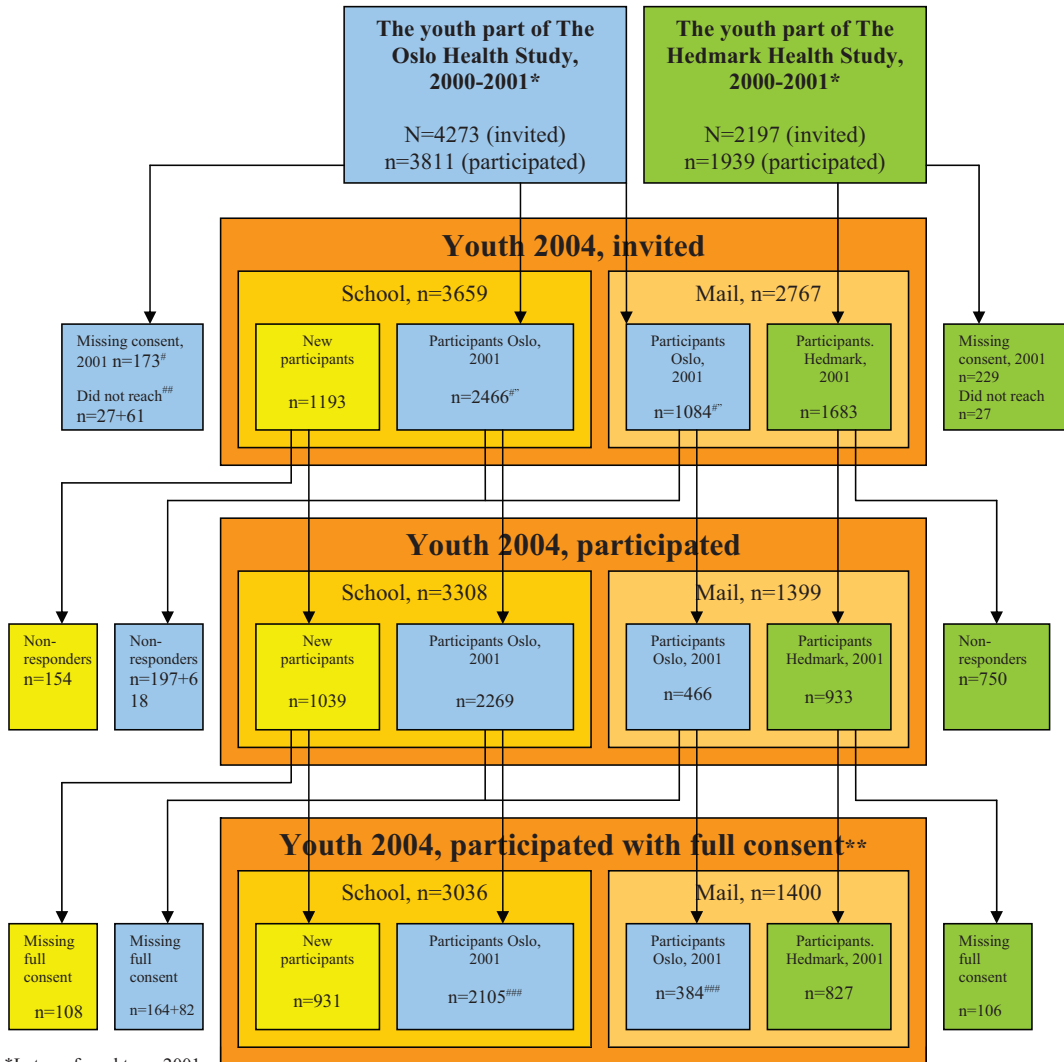 The youth part of The
Oslo Health Study,
2000-2001*
N=4273 (invited)
n=3811 (participated)
The youth part of The
Hedmark Health Study,
2000-2001*
N=2197 (invited)
n=1939 (participated)
Youth 2004, invited
School, n=3659
Mail, n=2767
Missing consent,
2001 n=173#
Did not reach##
n=27+61
New
participants
n=1193
Participants Oslo,
2001
n=2466#¨
Participants
Oslo,
2001
n=1084#¨
Participants.
Hedmark,
2001
n=1683
Missing
consent, 2001
n=229
Did not reach
n=27
Youth 2004, participated
School, n=3308
Mail, n=1399
Non-
responders
n=154
Non-
responders
n=197+6
18
New
participants
n=1039
Participants Oslo,
2001
n=2269
Participants
Oslo, 2001
n=466
Participants
Hedmark, 2001
n=933
Non-
responders
n=750
Youth 2004, participated with full consent**
School, n=3036
Mail, n=1400
Missing
full
consent
n=108
Missing
full
consent
n=164+82
New
participants
n=931
Participants Oslo,
2001
n=2105###
Participants
Oslo, 2001
n=384###
Participants.
Hedmark, 2001
n=827
Missing
full
consent
n=106
2001